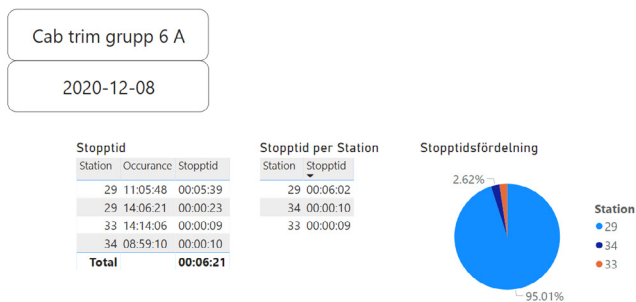 Cab trim grupp 6 A
2020-12-08
Stopptid
Station Occurance Stopptid
29 11:05:48 00:05:39
29 14:06:21 00:00:23
33 14:14:06 00:00:09
34 08:59:10 00:00:10
Total 00:06:21
Stopptid per Station
Station Stopptid
29 00:06:02
34 00:00:10
33 00:00:09
Stopptidsfördelning
2.62%
95.01%
Station
29
34
33